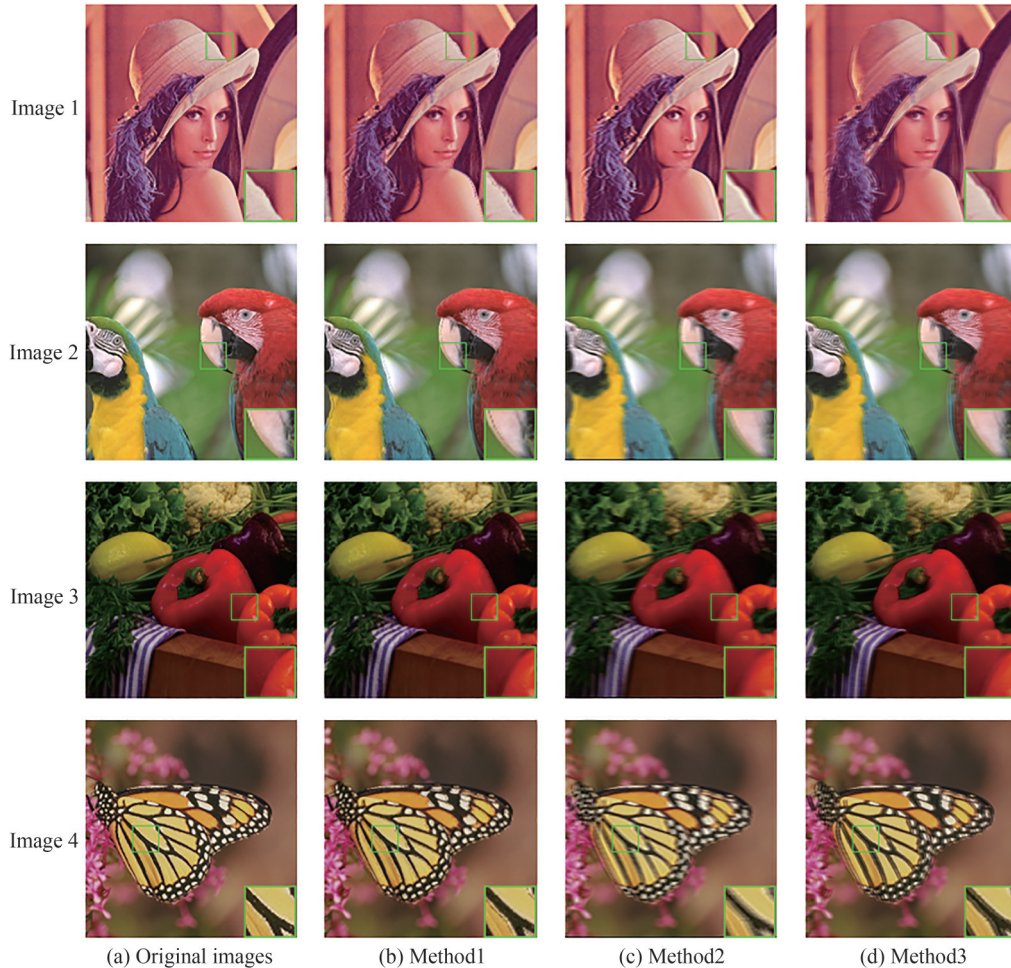 Image 1
Image 2
Image 3
Image 4
(a) Original images
(b) Method1
(c) Method2
(d) Method3